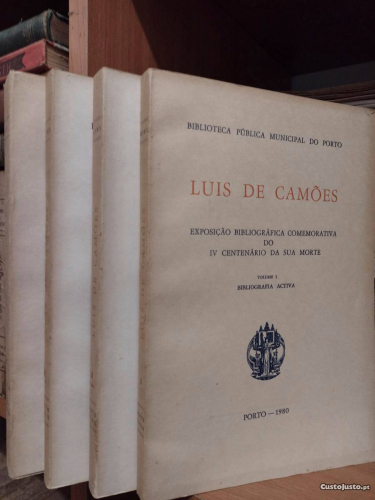 BIBLIOTECA PÚBLICA MUNICIPAL DO PORTO
LUIS DE CAMÕES
EXPOSIÇÃO BIBLIOGRÁFICA COMEMORATIVA
DO
IV CENTENÁRIO DA SUA MORTE
VOLUME I
BIBLIOGRAFIA ACTIVA
PORTO—1980
CustoJusto.pt